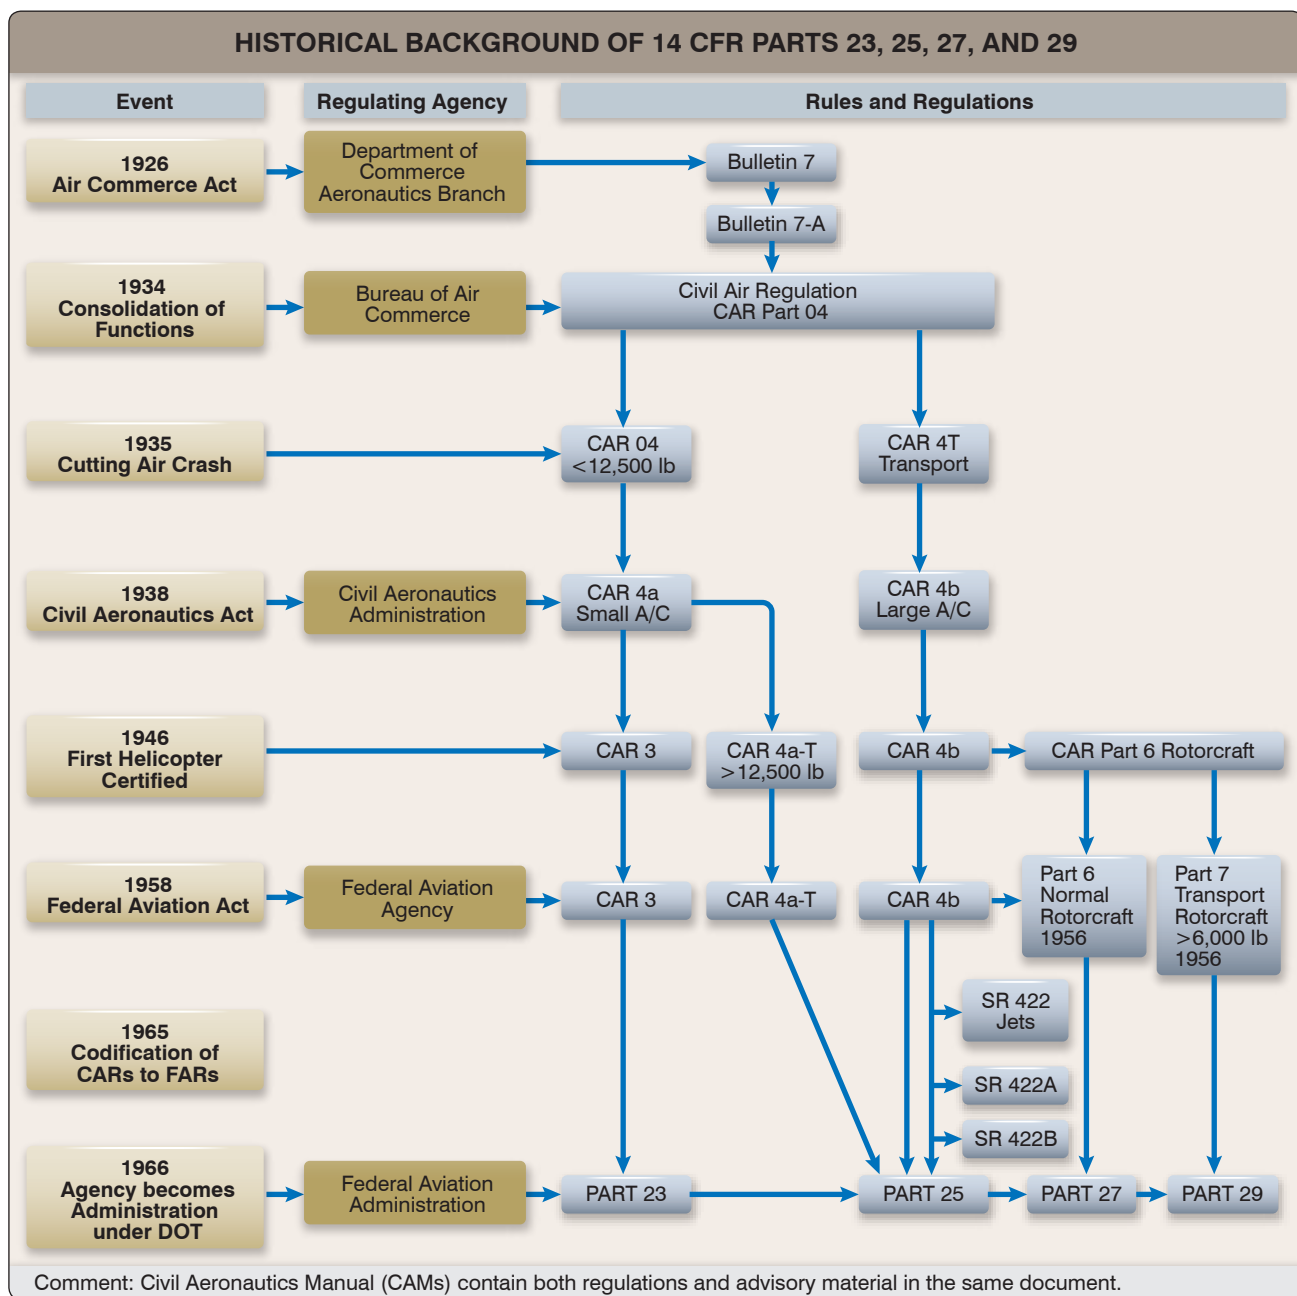 HISTORICAL BACKGROUND OF 14 CFR PARTS 23, 25, 27, AND 29
Event
Regulating Agency
Rules and Regulations
1926
Air Commerce Act
Department of
Commerce
Aeronautics Branch
Bulletin 7
Bulletin 7-A
1934
Consolidation of
Functions
Bureau of Air
Commerce
Civil Air Regulation
CAR Part 04
1935
Cutting Air Crash
CAR 04
<12,500 lb
CAR 4T
Transport
1938
Civil Aeronautics Act
Civil Aeronautics
Administration
CAR 4a
Small A/C
CAR 4b
Large A/C
1946
First Helicopter
Certified
CAR 3
CAR 4a-T
>12,500 lb
CAR 4b
CAR Part 6 Rotorcraft
1958
Federal Aviation Act
Federal Aviation
Agency
CAR 3
CAR 4a-T
CAR 4b
Part 6
Normal
Rotorcraft
1956
Part 7
Transport
Rotorcraft
>6,000 lb
1956
1965
Codification of
CARs to FARs
SR 422
Jets
SR 422A
SR 422B
1966
Agency becomes
Administration
under DOT
Federal Aviation
Administration
PART 23
PART 25
PART 27
PART 29
Comment: Civil Aeronautics Manual (CAMs) contain both regulations and advisory material in the same document.